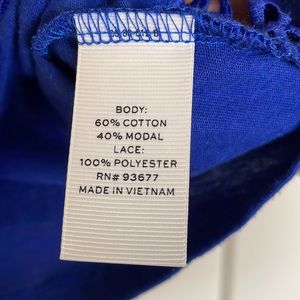 BODY:
60% COTTON
40% MODAL
LACE:
100% POLYESTER
RN# 93677
MADE IN VIETNAM